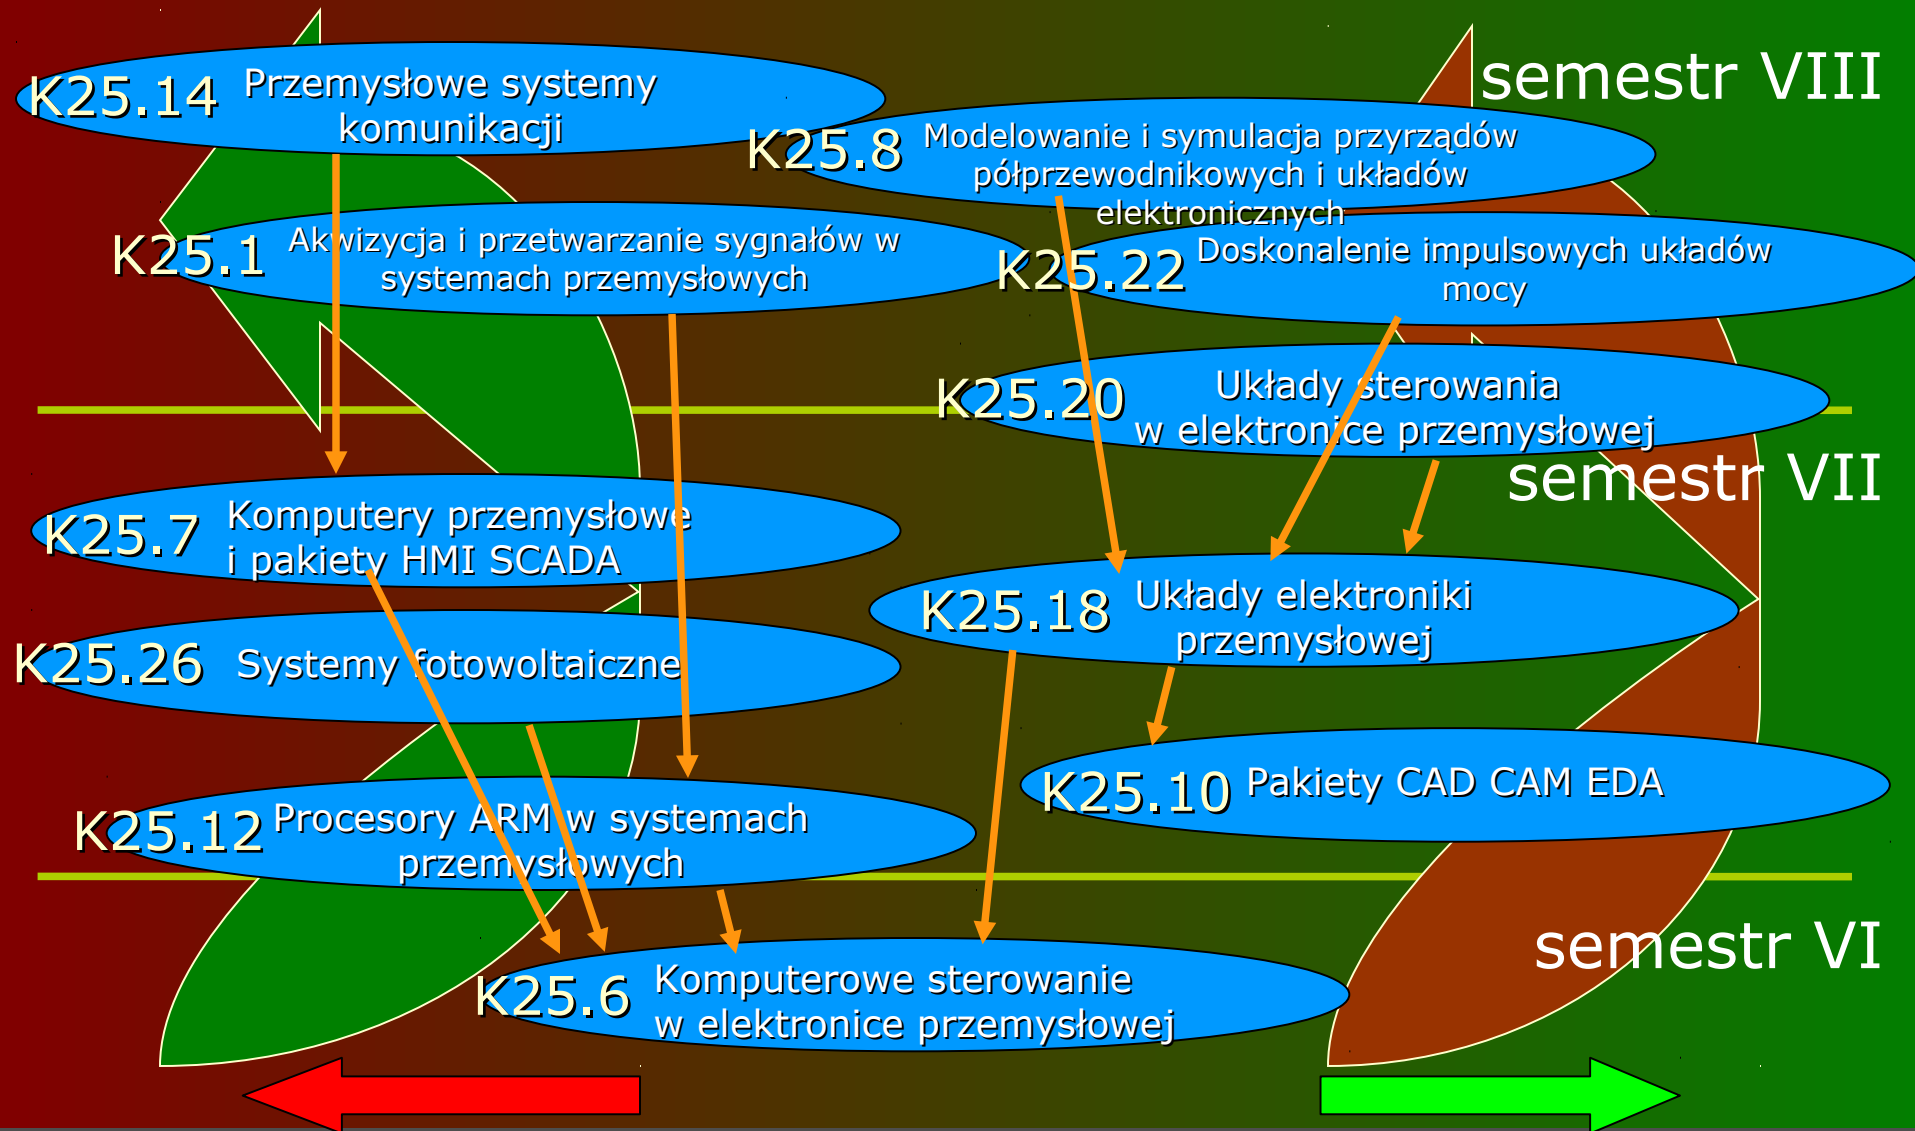 semestr VIII
K25.14
Przemysłowe systemy
komunikacji
K25.8
Modelowanie i symulacja przyrządów
półprzewodnikowych i układów
elektronicznych
K25.1
Akwizycja i przetwarzanie sygnałów w
systemach przemysłowych
K25.22
Doskonalenie impulsowych układów
mocy
K25.20
Układy sterowania
w elektronice przemysłowej
semestr VII
K25.7
Komputery przemysłowe
i pakiety HMI SCADA
K25.18
Układy elektroniki
przemysłowej
K25.26
Systemy fotowoltaiczne
K25.10
Pakiety CAD CAM EDA
K25.12
Procesory ARM w systemach
przemysłowych
semestr VI
K25.6
Komputerowe sterowanie
w elektronice przemysłowej